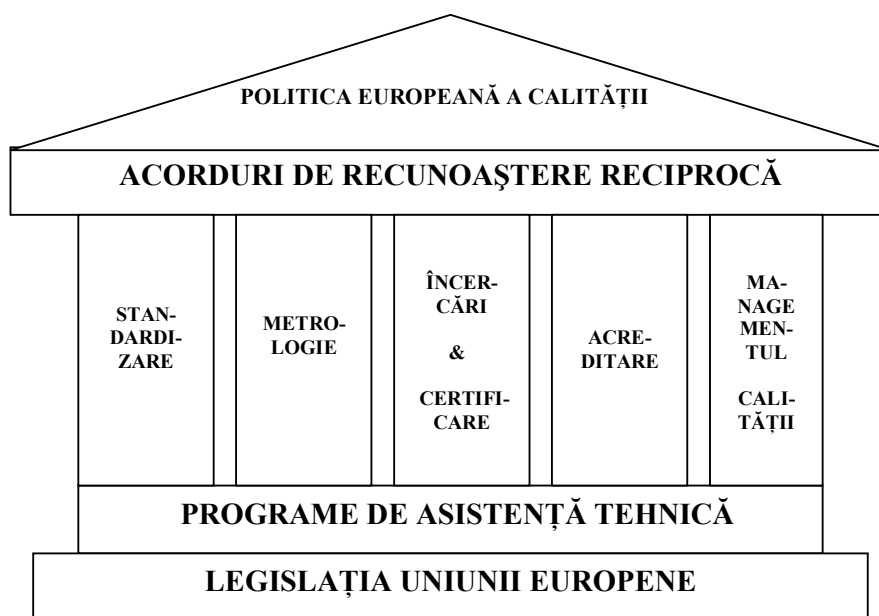 POLITICA EUROPEANĂ A CALITĂȚII
ACORDURI DE RECUNOAŞTERE RECIPROCĂ
STAN-
DARDI-
ZARE
METRO-
LOGIE
ÎNCER-
CĂRI
&
CERTIFI-
CARE
ACRE-
DITARE
MA-
NAGE
MEN-
TUL
CALI-
TĂȚII
PROGRAME DE ASISTENȚĂ TEHNICĂ
LEGISLAȚIA UNIUNII EUROPENE